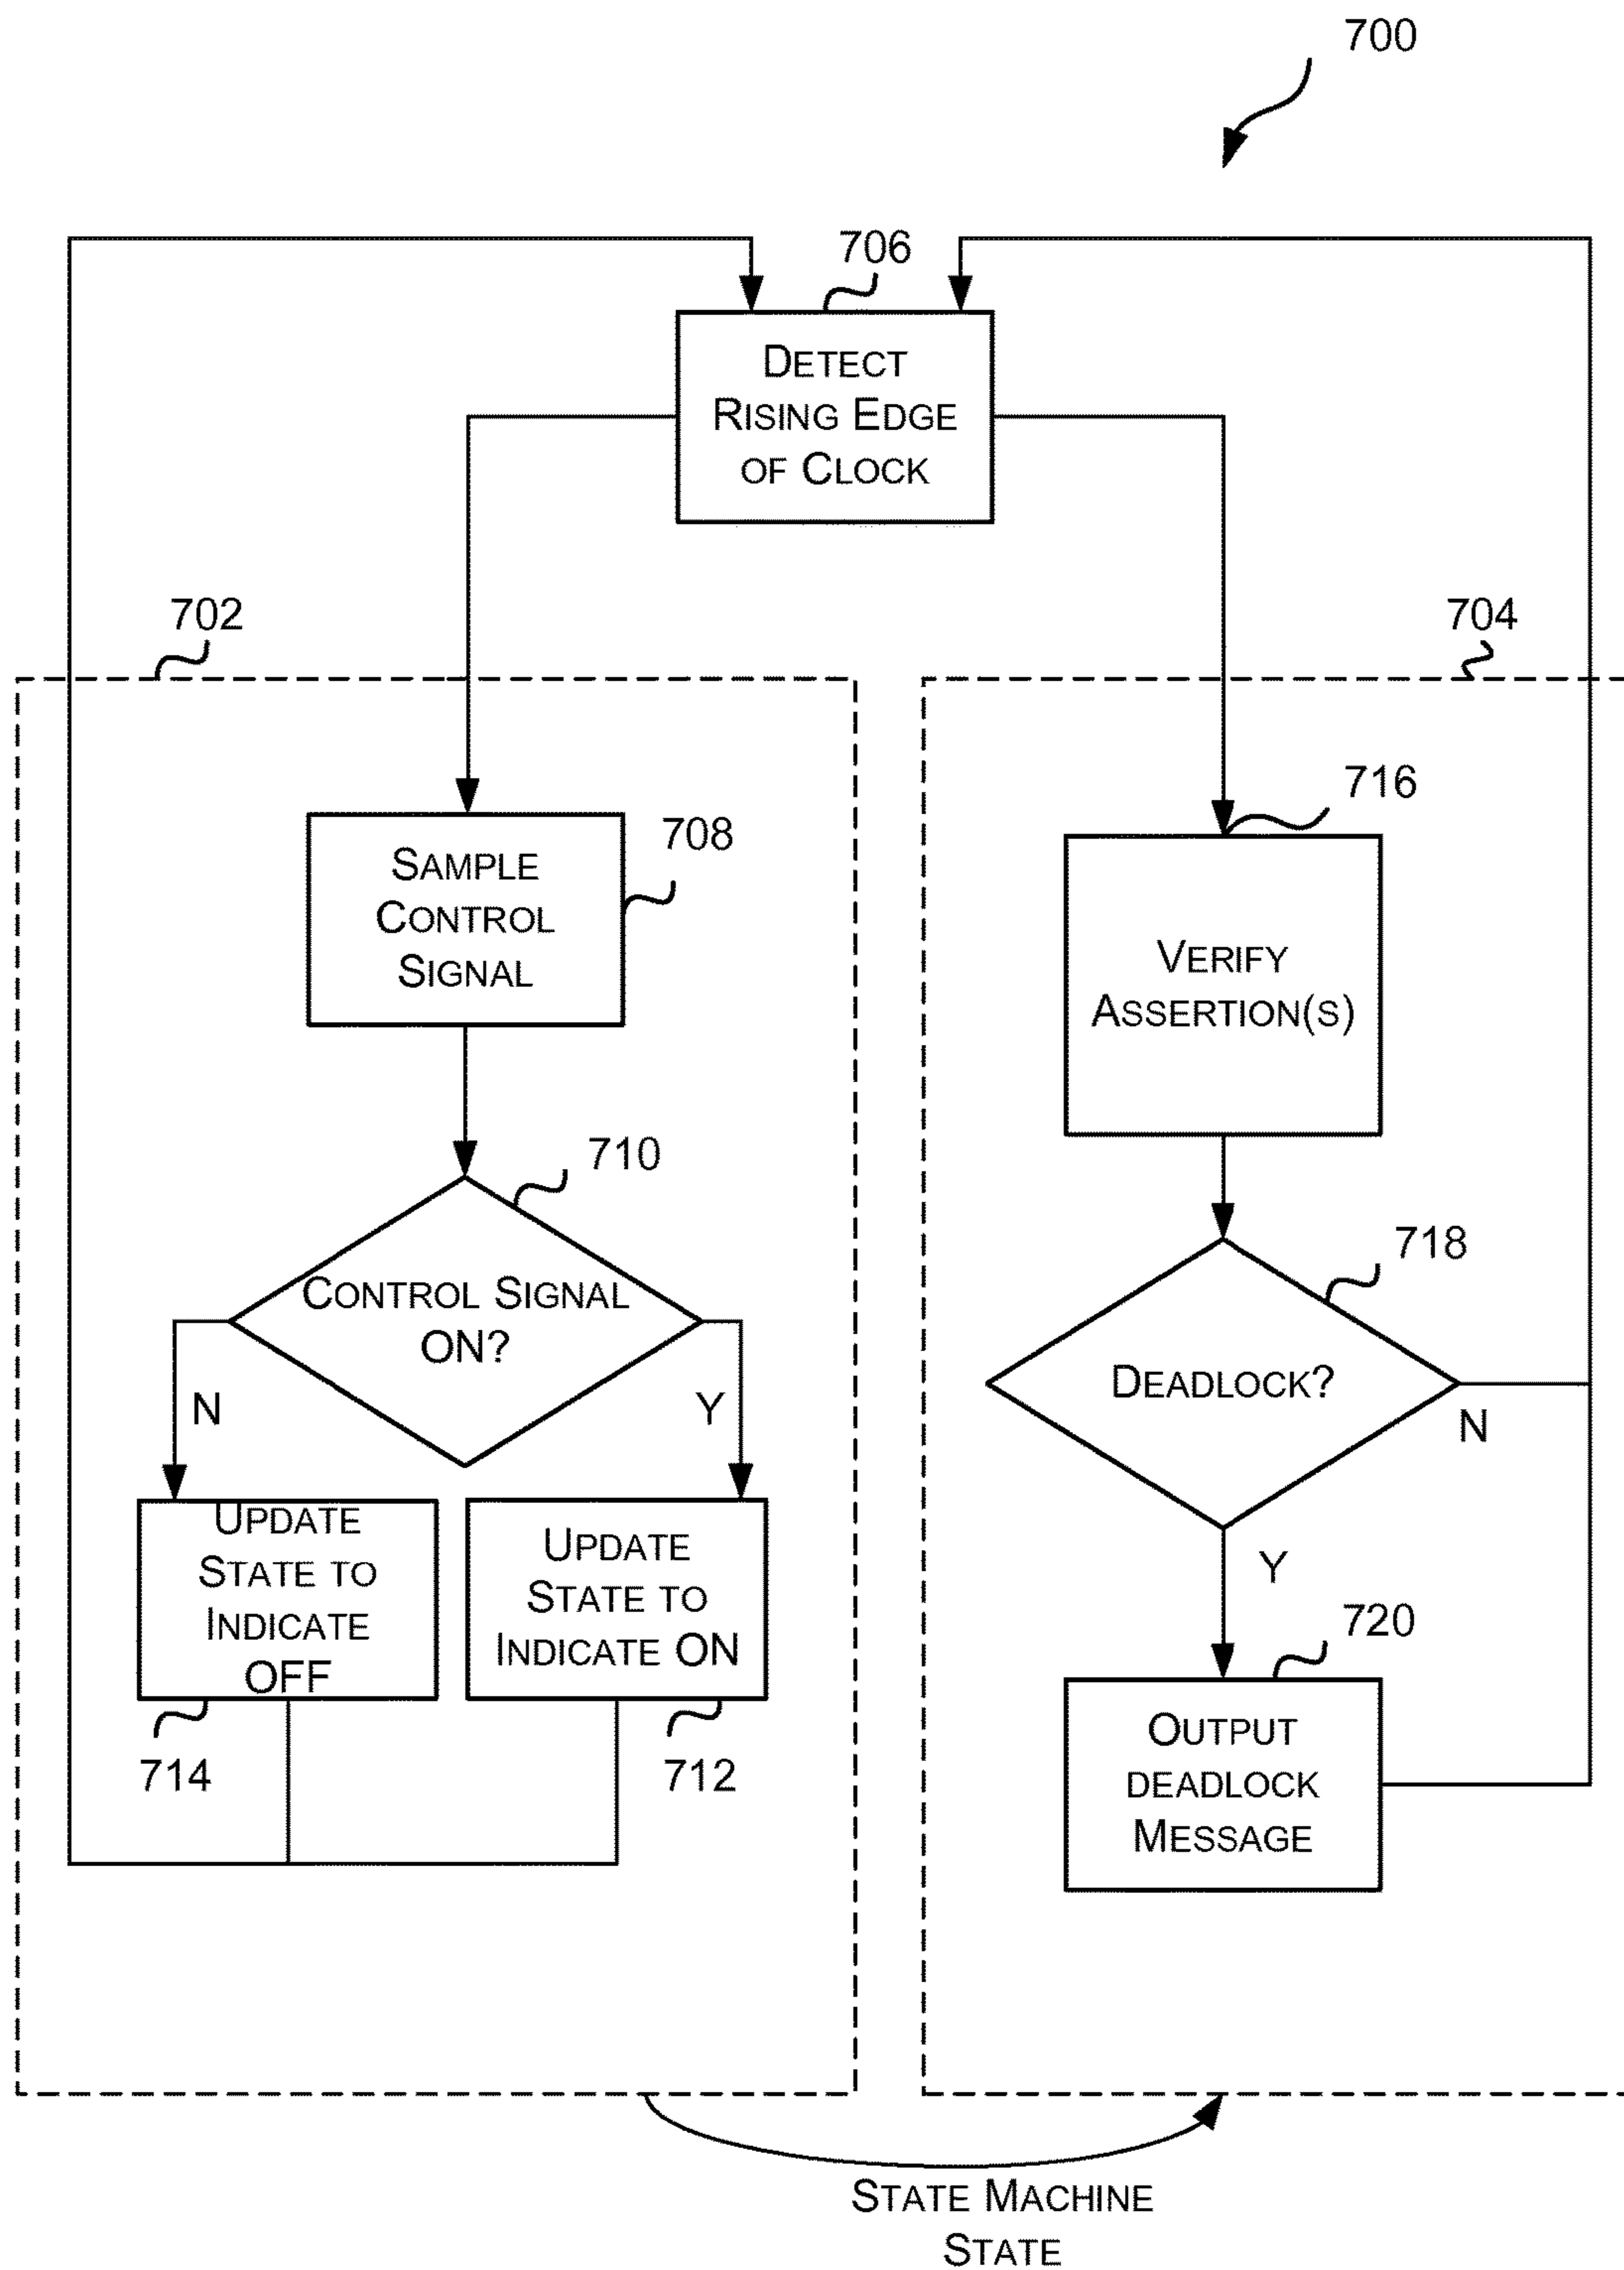 700
706
DETECT
RISING EDGE
OF CLOCK
702
704
708
SAMPLE
CONTROL
SIGNAL
716
VERIFY
ASSERTION(S)
710
CONTROL SIGNAL
ON?
N
Y
718
DEADLOCK?
N
Y
UPDATE
STATE TO
INDICATE
OFF
714
UPDATE
STATE TO
INDICATE ON
712
720
OUTPUT
DEADLOCK
MESSAGE
STATE MACHINE
STATE